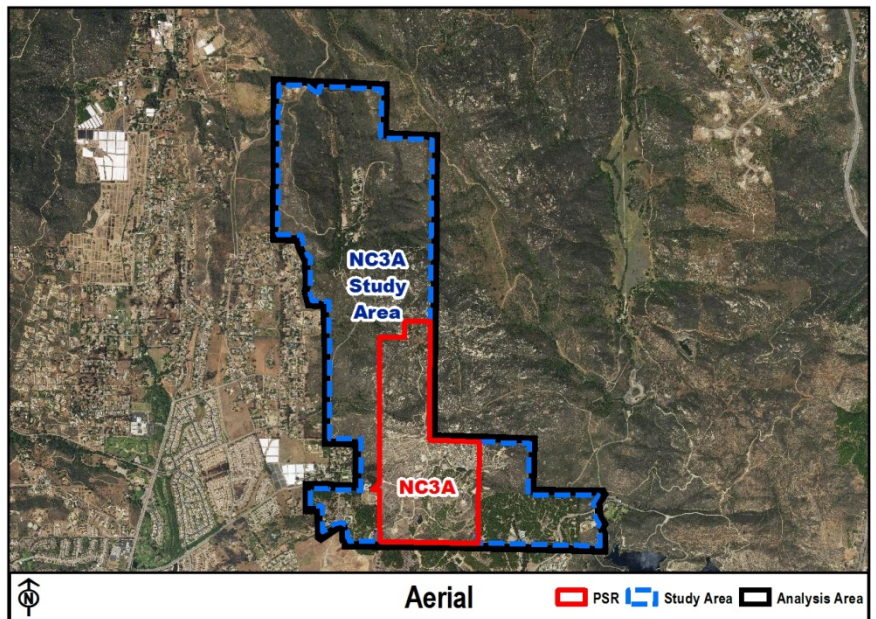 NC3A
Study
Area
NC3A
N
Aerial
PSR
Study Area
Analysis Area